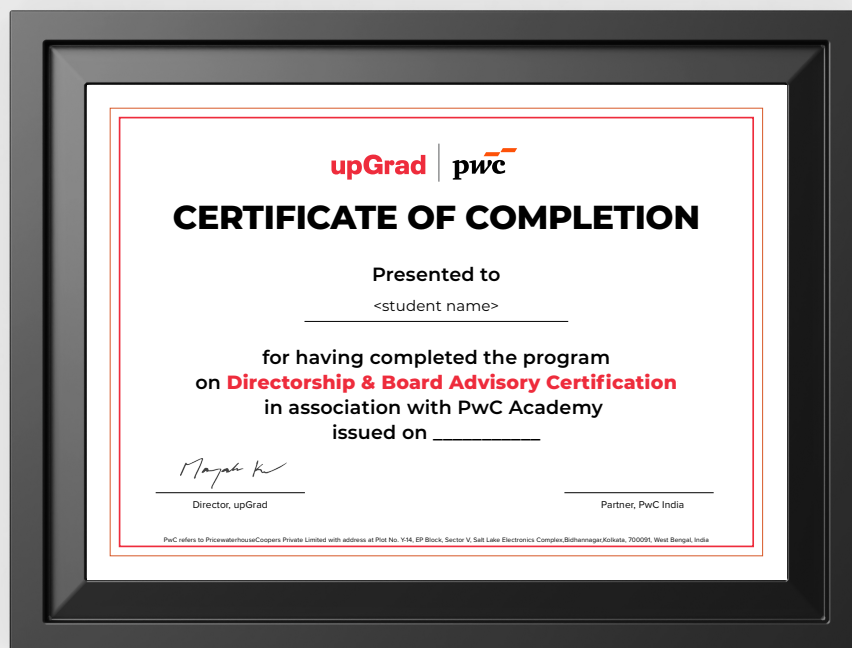 upGrad | pwc
CERTIFICATE OF COMPLETION
Presented to
<student name>
for having completed the program
on Directorship & Board Advisory Certification
in association with PwC Academy
issued on ___________
Director, upGrad
Partner, PwC India
PwC refers to PricewaterhouseCoopers Private Limited with address at Plot No. Y-14, EP Block, Sector V, Salt Lake Electronics Complex,Bidhannagar,Kolkata, 700091, West Bengal, India